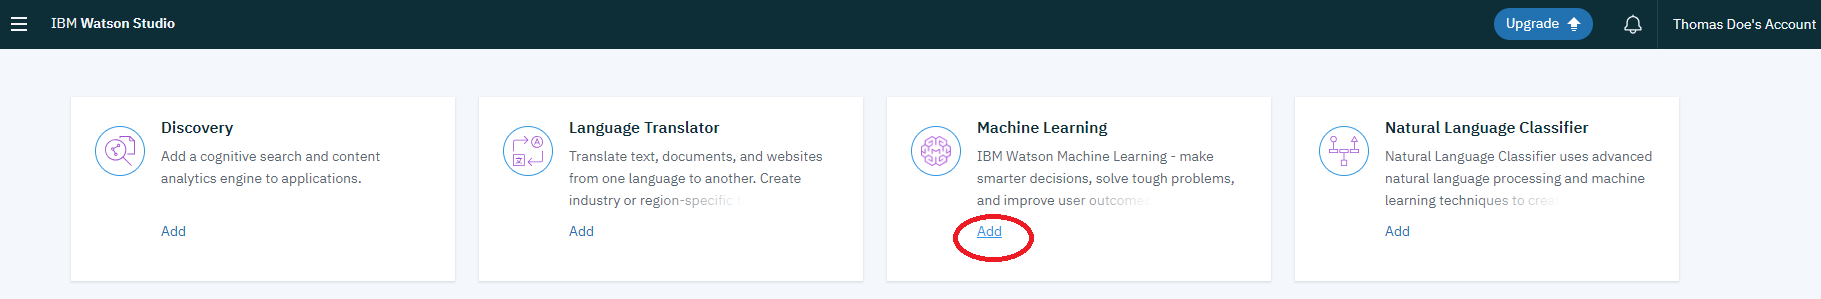 IBM Watson Studio
Upgrade
Thomas Doe's Account
Discovery
Add a cognitive search and content
analytics engine to applications.
Add
Language Translator
Translate text, documents, and websites
from one language to another. Create
industry or region-specific
Add
Machine Learning
IBM Watson Machine Learning - make
smarter decisions, solve tough problems,
and improve user outcome
Add
Natural Language Classifier
Natural Language Classifier uses advanced
natural language processing and machine
learning techniques to crea
Add